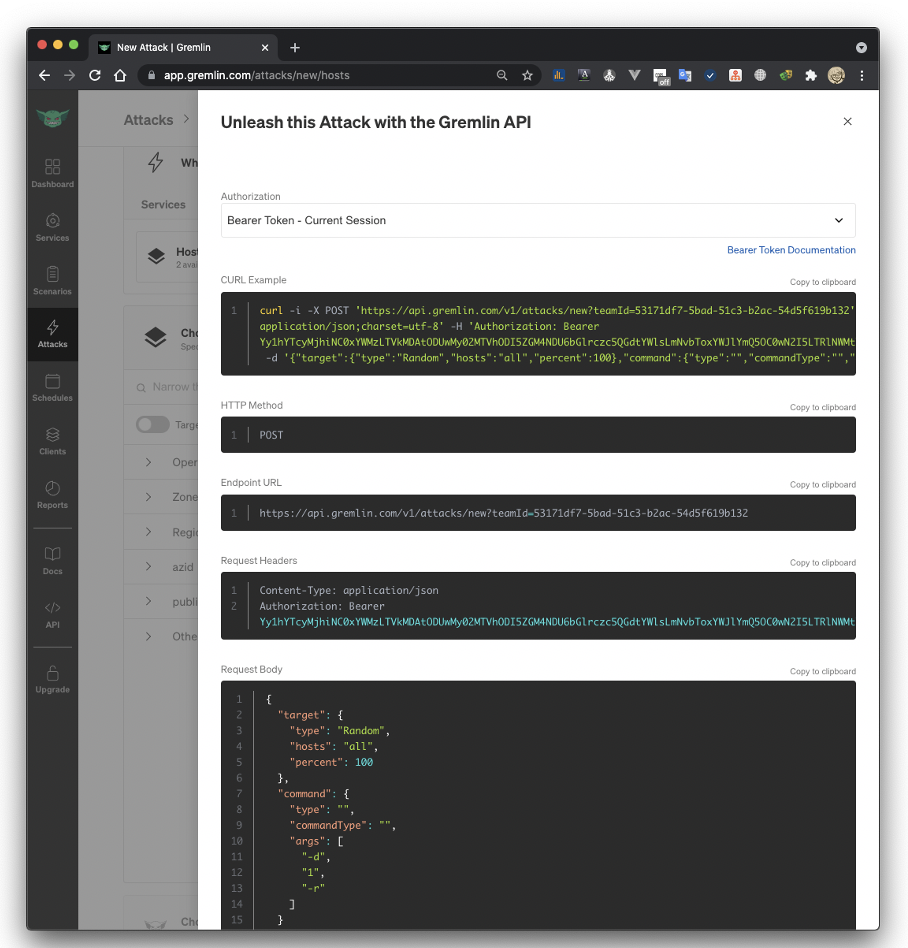 New Attack | Gremlin
app.gremlin.com/attacks/new/hosts
off
Attacks >
Unleash this Attack with the Gremlin API
Wh
Dashboard
Services
Authorization
Bearer Token - Current Session
Services
Host
2 avai
Bearer Token Documentation
Scenarios
CURL Example
Copy to clipboard
1 curl -i -X POST 'https://api.gremlin.com/v1/attacks/new?teamId=53171df7-5bad-51c3-b2ac-54d5f619b132'
application/json;charset=utf-8' -H 'Authorization: Bearer
Yy1hYTcyMjhiNC0xYWMzLTVkMDAtODUwMy02MTVhODI5ZGM4NDU6bGlrczc5QGdtYWlsLmNvbToxYWJlYmQ5OC0wN2I5LTRlNWMt
-d '{"target":{"type":"Random","hosts":"all","percent":100},"command":{"type":"","commandType":"","
Attacks
Cho
Spec
Schedules
Narrow th
HTTP Method
Copy to clipboard
1 POST
Targe
Clients
Oper
Endpoint URL
Copy to clipboard
1 https://api.gremlin.com/v1/attacks/new?teamId=53171df7-5bad-51c3-b2ac-54d5f619b132
Reports
Zone
Regio
Request Headers
Copy to clipboard
1 Content-Type: application/json
2 Authorization: Bearer
Yy1hYTcyMjhiNC0xYWMzLTVkMDAtODUwMy02MTVhODI5ZGM4NDU6bGlrczc5QGdtYWlsLmNvbToxYWJlYmQ5OC0wN2I5LTRlNWMt
Docs
azid
API
publi
Othe
Upgrade
Request Body
Copy to clipboard
1 {
2 "target": {
3 "type": "Random",
4 "hosts": "all",
5 "percent": 100
6 },
7 "command": {
8 "type": "",
9 "commandType": "",
10 "args": [
11 "-d",
12 "1",
13 "-r"
14 ]
15 }
Cho